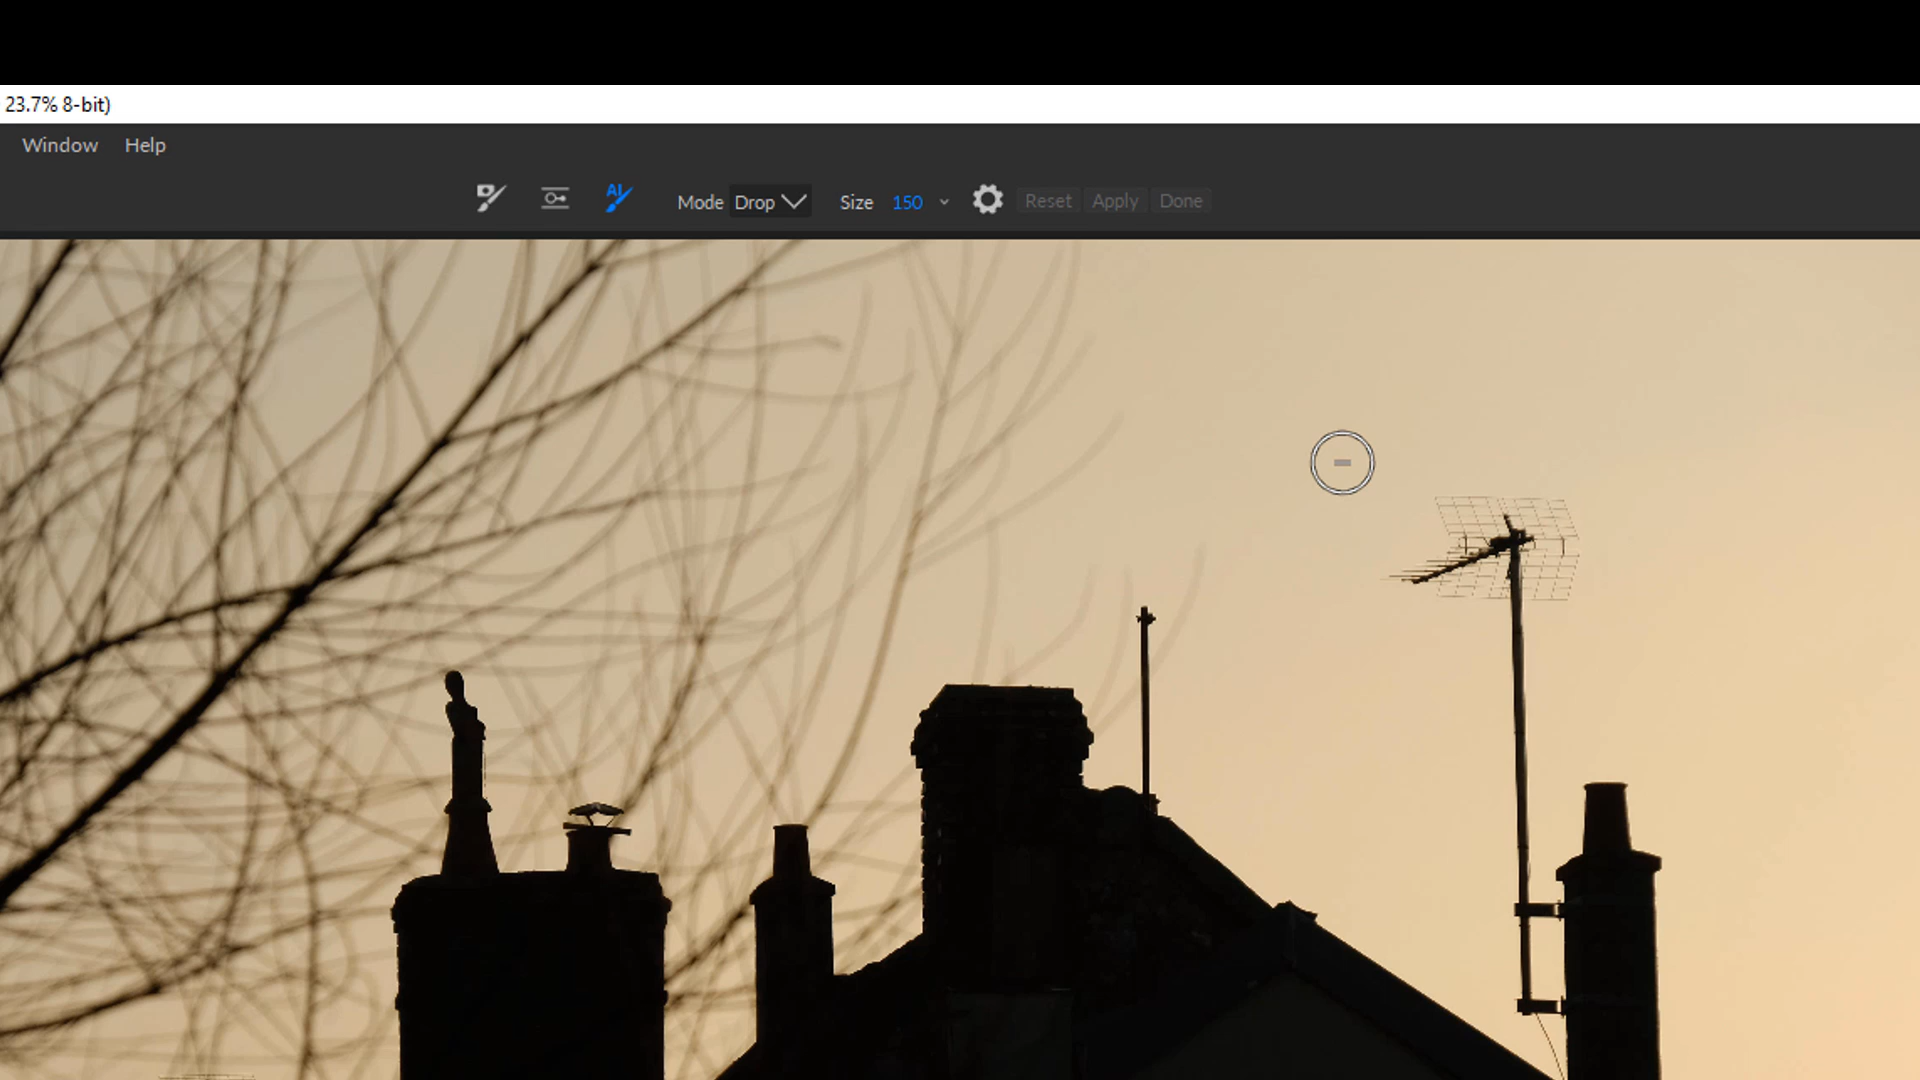 23.7% 8-bit)
Window Help
AI Mode Drop Size 150 Reset Apply Done